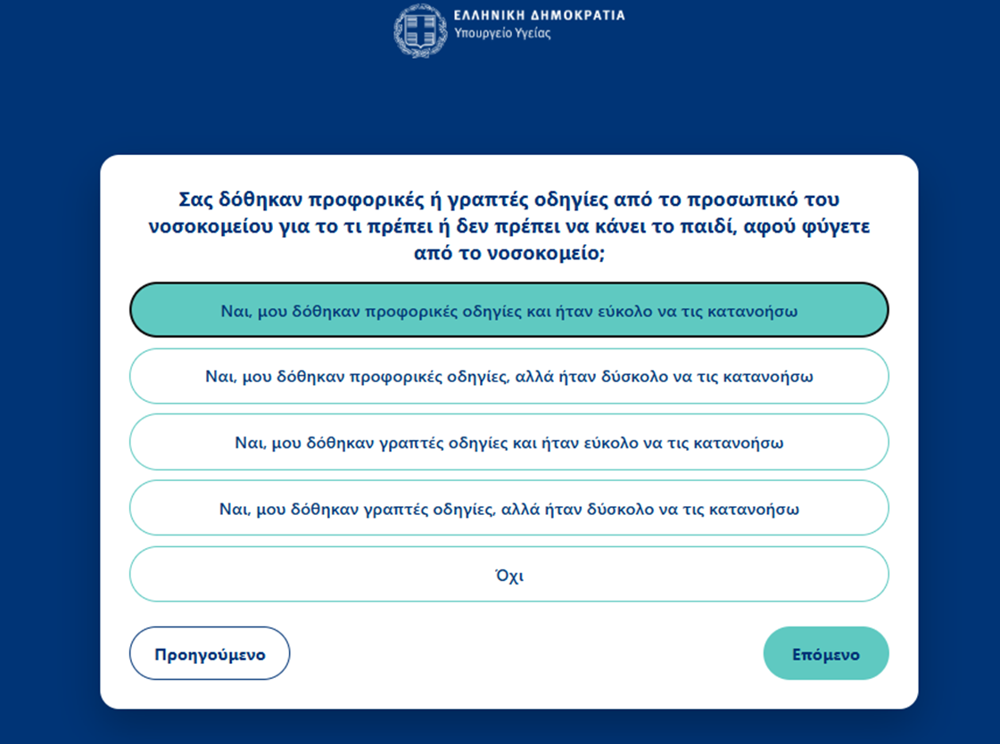 ΕΛΛΗΝΙΚΗ ΔΗΜΟΚΡΑΤΙΑ
Υπουργείο Υγείας
Σας δόθηκαν προφορικές ή γραπτές οδηγίες από το προσωπικό του
νοσοκομείου για το τι πρέπει ή δεν πρέπει να κάνει το παιδί, αφού φύγετε
από το νοσοκομείο;
Ναι, μου δόθηκαν προφορικές οδηγίες και ήταν εύκολο να τις κατανοήσω
Ναι, μου δόθηκαν προφορικές οδηγίες, αλλά ήταν δύσκολο να τις κατανοήσω
Ναι, μου δόθηκαν γραπτές οδηγίες και ήταν εύκολο να τις κατανοήσω
Ναι, μου δόθηκαν γραπτές οδηγίες, αλλά ήταν δύσκολο να τις κατανοήσω
Όχι
Προηγούμενο
Επόμενο